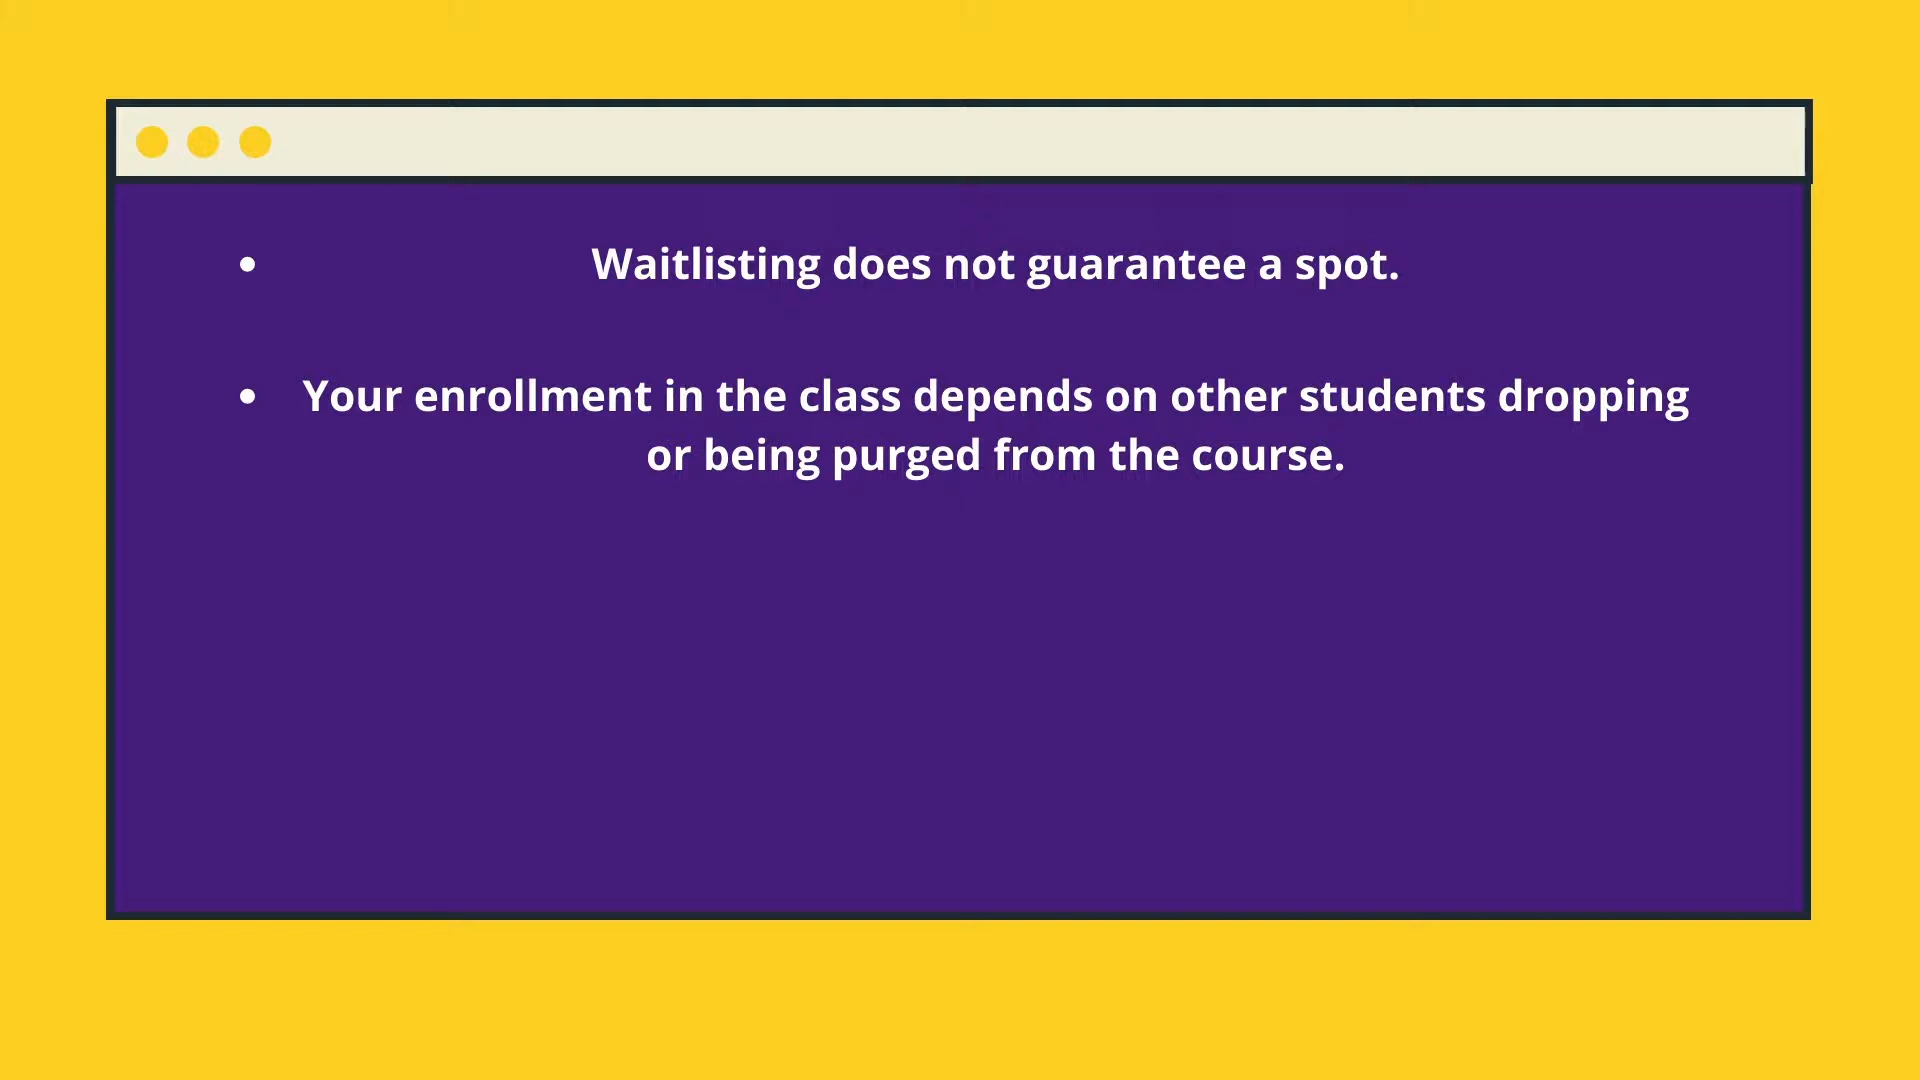 • Waitlisting does not guarantee a spot.
• Your enrollment in the class depends on other students dropping
or being purged from the course.